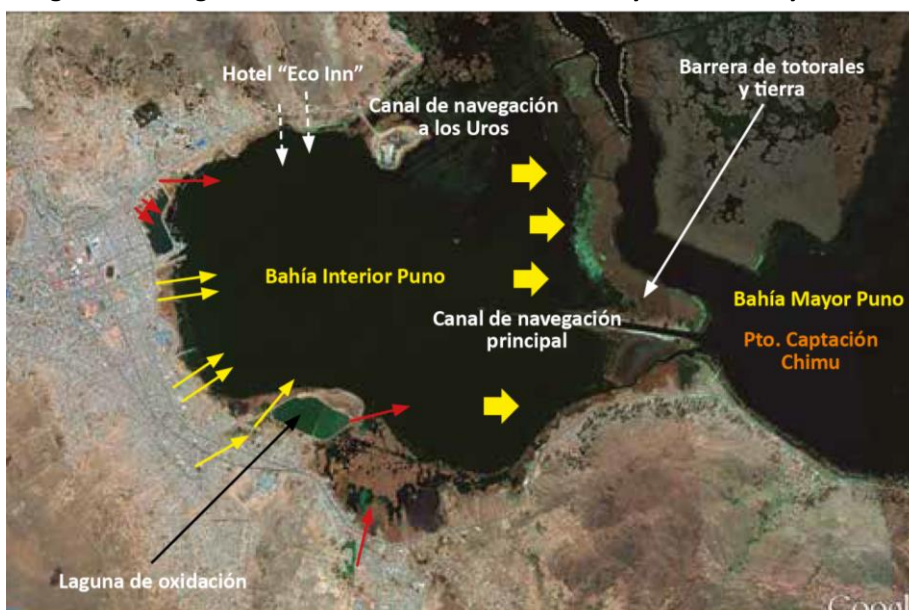 Hotel “Eco Inn”
Canal de navegación
a los Uros
Barrera de totorales
y tierra
Bahía Interior Puno
Canal de navegación
principal
Bahía Mayor Puno
Pto. Captación
Chimu
Laguna de oxidación
Google